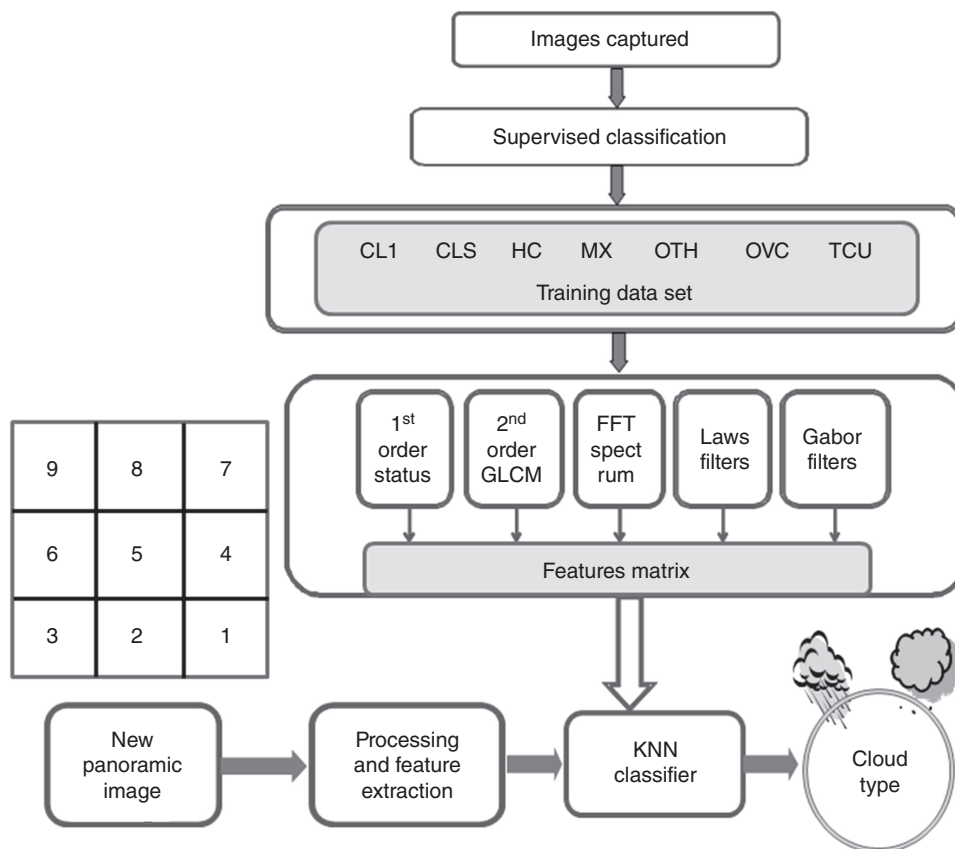 Images captured
Supervised classification
CL1 CLS HC MX OTH OVC TCU
Training data set
1st
order
status
2nd
order
GLCM
FFT
spect
rum
Laws
filters
Gabor
filters
Features matrix
9 8 7
6 5 4
3 2 1
New
panoramic
image
Processing
and feature
extraction
KNN
classifier
Cloud
type